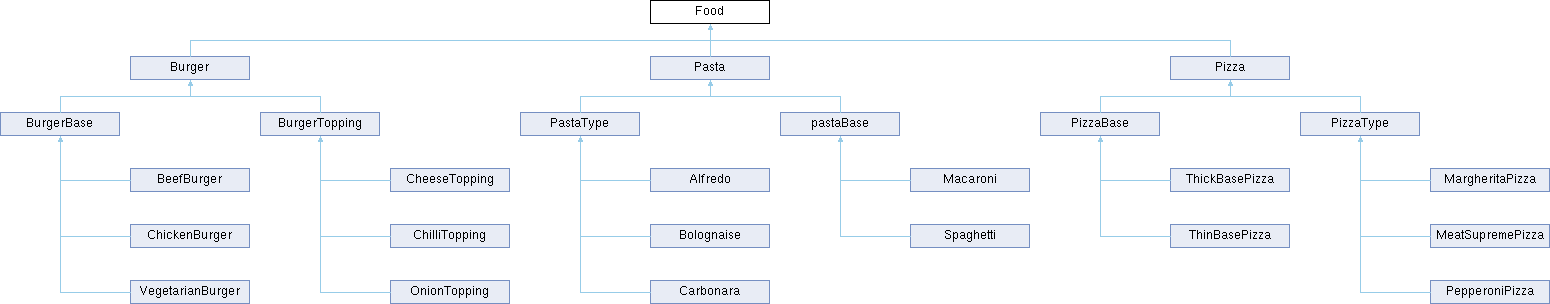 Food
Burger
Pasta
Pizza
BurgerBase
BurgerTopping
PastaType
pastaBase
PizzaBase
PizzaType
BeefBurger
CheeseTopping
Alfredo
Macaroni
ThickBasePizza
MargheritaPizza
ChickenBurger
ChilliTopping
Bolognaise
Spaghetti
ThinBasePizza
MeatSupremePizza
VegetarianBurger
OnionTopping
Carbonara
PepperoniPizza